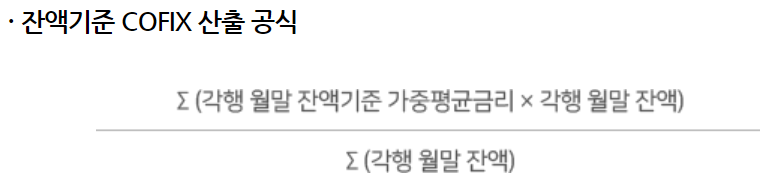 · 잔액기준 COFIX 산출 공식
Σ (각행 월말 잔액기준 가중평균금리 × 각행 월말 잔액)
Σ (각행 월말 잔액)